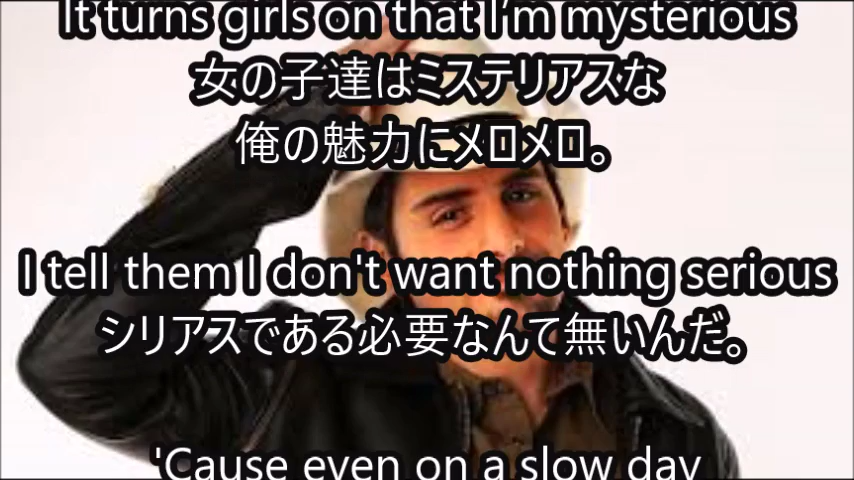 It turns girls on that I'm mysterious
女の子達はミステリアスな
俺の魅力にメロメロ。
I tell them I don't want nothing serious
シリアスである必要なんて無いんだ。
'Cause even on a slow day